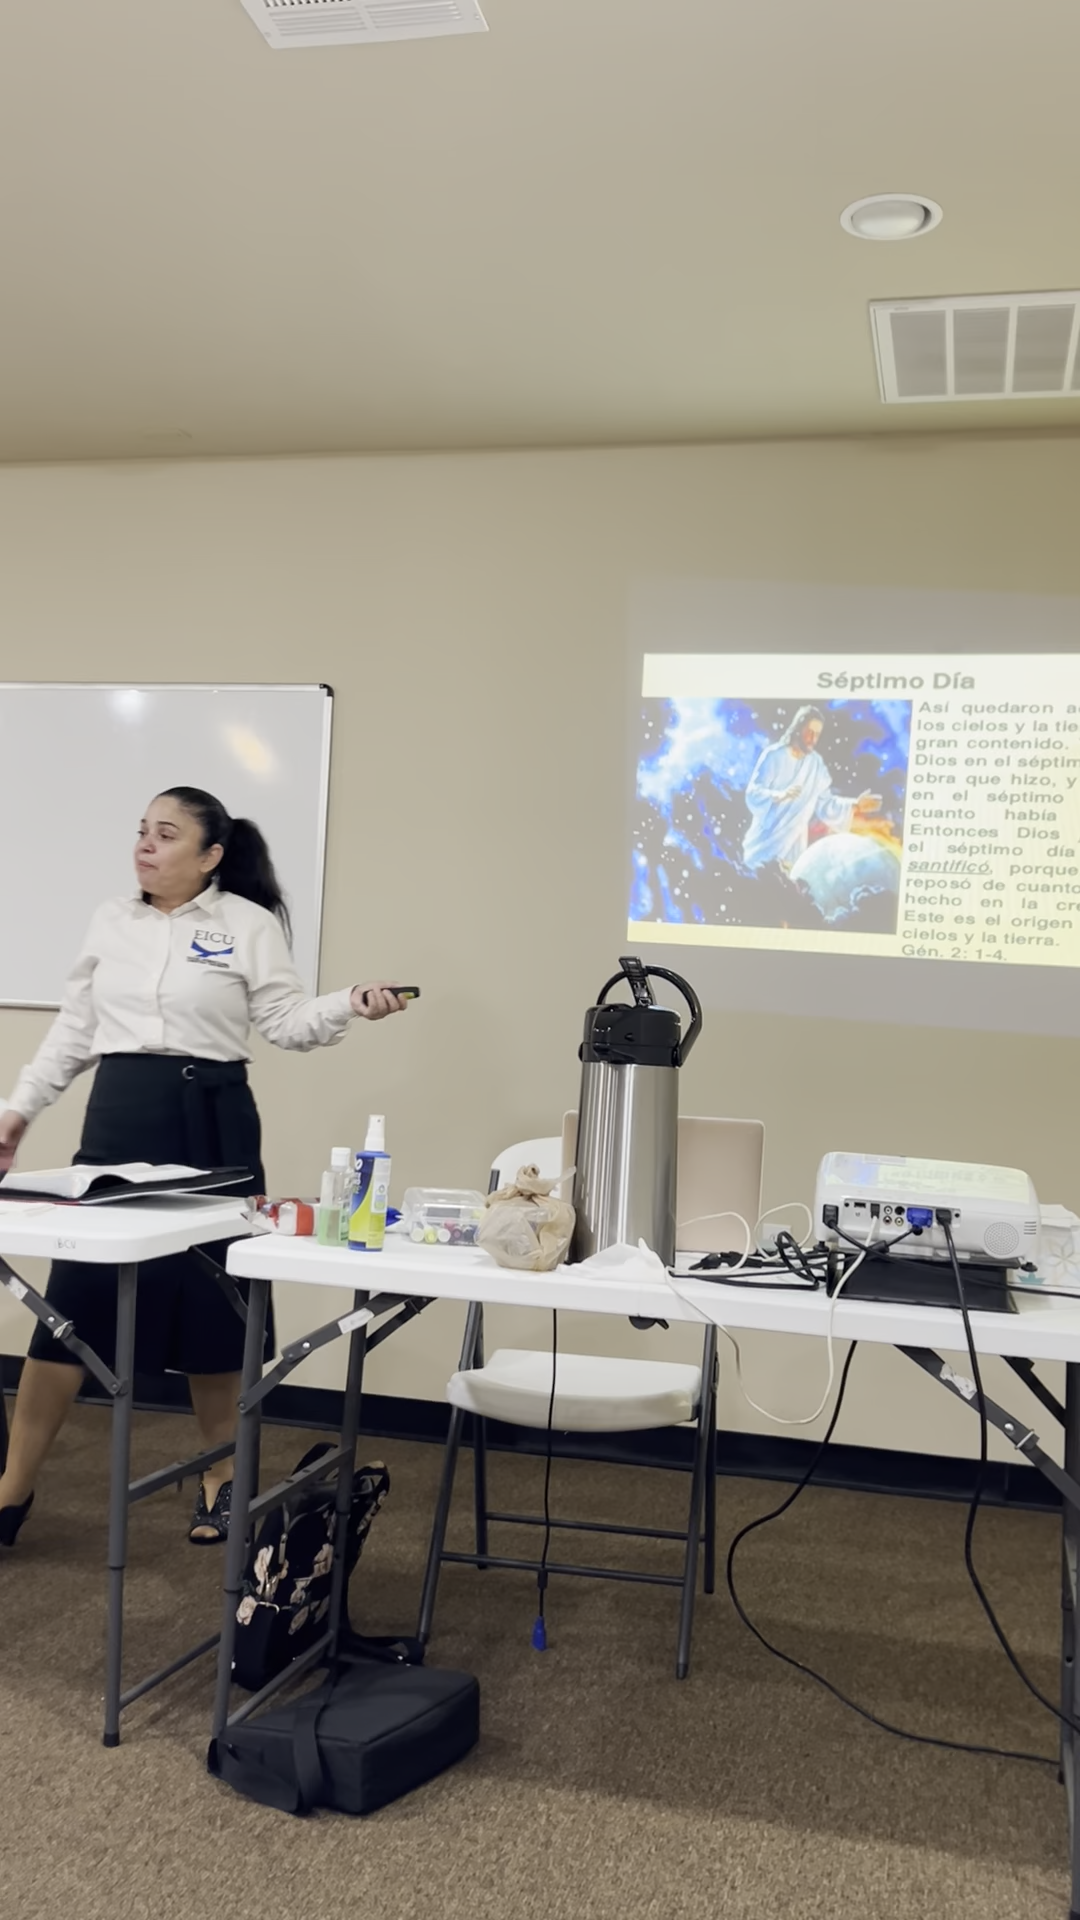 Séptimo Día
Así quedaron
los cielos y la
gran contenido.
Dios en el
obra que hizo, y
en el séptimo
cuanto había
Entonces Dios
el séptimo día
santificó, porque
reposó de
hecho en la
Este es el origen
cielos y la tierra.
Gén. 2: 1-4.
EICU